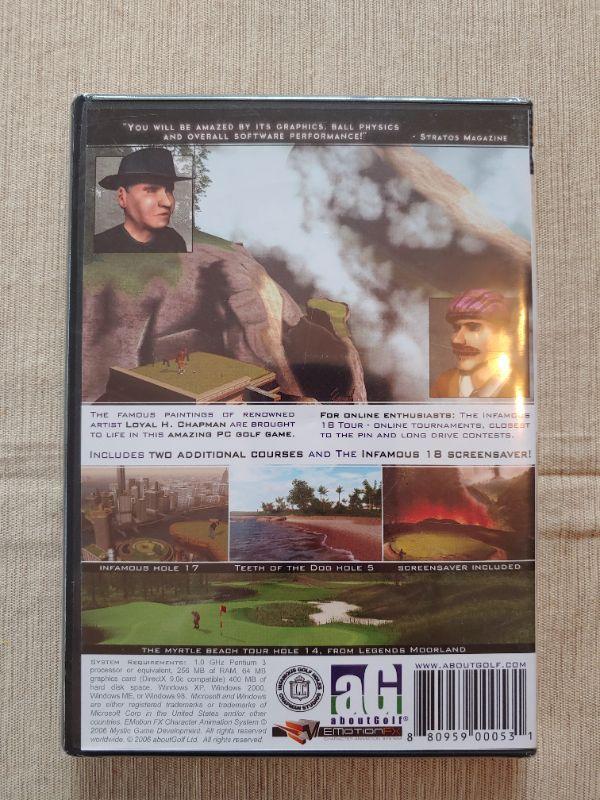 "YOU WILL BE AMAZED BY ITS GRAPHICS, BALL PHYSICS
AND OVERALL SOFTWARE PERFORMANCE!" - STRATOS MAGAZINE
THE FAMOUS PAINTINGS OF RENOWNED
ARTIST LOYAL H. CHAPMAN ARE BROUGHT
TO LIFE IN THIS AMAZING PC GOLF GAME.
FOR ONLINE ENTHUSIASTS: THE INFAMOUS
18 TOUR - ONLINE TOURNAMENTS, CLOSEST
TO THE PIN AND LONG DRIVE CONTESTS.
INCLUDES TWO ADDITIONAL COURSES AND THE INFAMOUS 18 SCREENSAVER!
INFAMOUS HOLE 17
TEETH OF THE DOG HOLE 5
SCREENSAVER INCLUDED
THE MYRTLE BEACH TOUR HOLE 14, FROM LEGENDS MOORLAND
SYSTEM REQUIREMENTS: 1.0 GHz Pentium 3
processor or equivalent, 256 MB of RAM, 64 MB
graphics card (DirectX 9.0c compatible) 400 MB of
hard disk space. Windows XP, Windows 2000,
Windows ME, or Windows 98. Microsoft and Windows
are either registered trademarks or trademarks of
Microsoft Corp in the United States and/or other
countries. EMotion FX Character Animation System ©
2006 Mystic Game Development. All rights reserved
worldwide. © 2006 aboutGolf Ltd. All rights reserved.
INFAMOUS GOLF HOLES
CHAPMAN STUDIOS
aG
aboutGolf®
EMOTIONFX
CHARACTER ANIMATION SYSTEM
WWW.ABOUTGOLF.COM
8 80959 00053 1